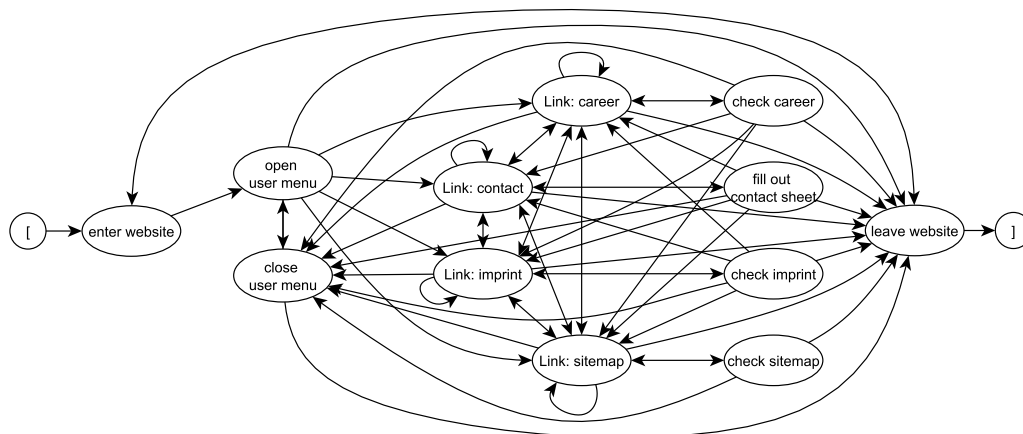 [
enter website
open
user menu
close
user menu
Link: career
Link: contact
Link: imprint
Link: sitemap
check career
fill out
contact sheet
check imprint
check sitemap
leave website
]